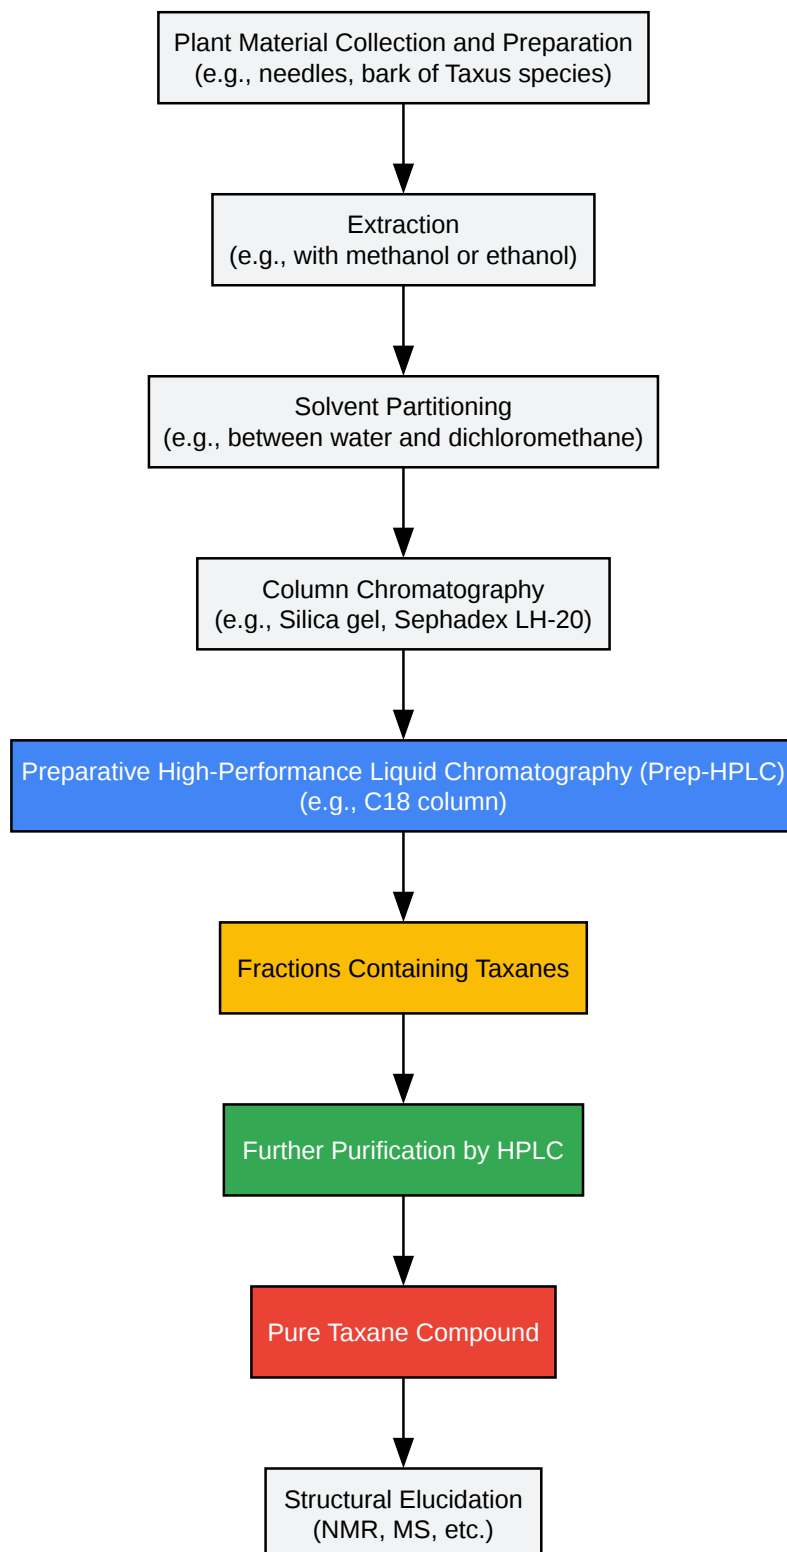 Plant Material Collection and Preparation
(e.g., needles, bark of Taxus species)
Extraction
(e.g., with methanol or ethanol)
Solvent Partitioning
(e.g., between water and dichloromethane)
Column Chromatography
(e.g., Silica gel, Sephadex LH-20)
Preparative High-Performance Liquid Chromatography (Prep-HPLC)
(e.g., C18 column)
Fractions Containing Taxanes
Further Purification by HPLC
Pure Taxane Compound
Structural Elucidation
(NMR, MS, etc.)